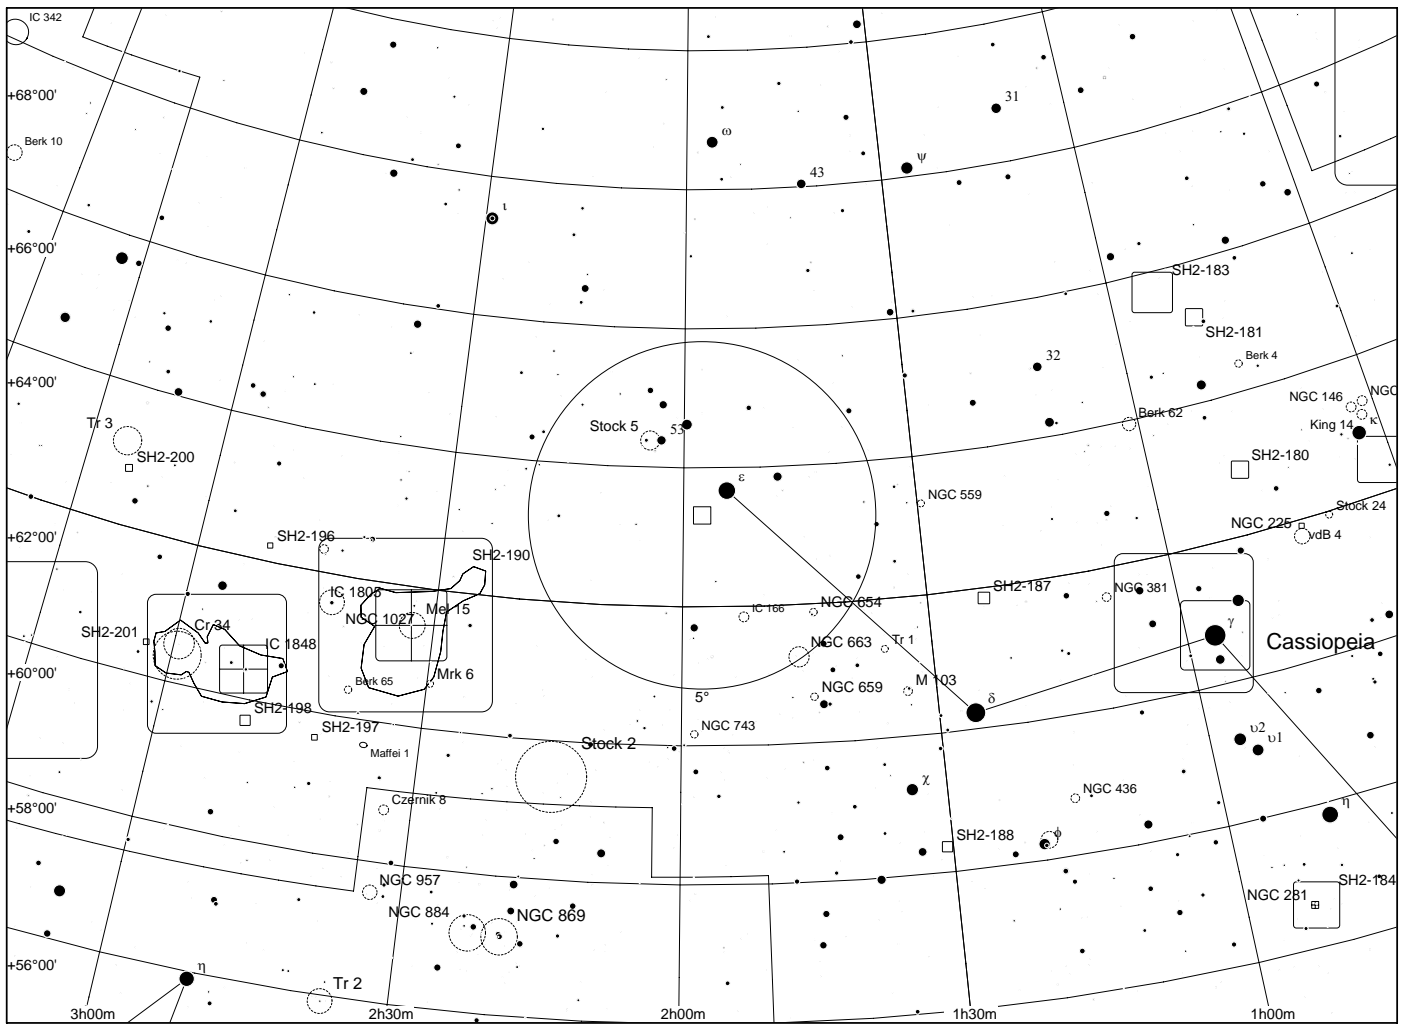 IC 342
+68°00'
31
ω
Berk 10
ψ
43
ι
+66°00'
SH2-183
SH2-181
32
Berk 4
+64°00'
NGC
NGC 146
Berk 62
κ
Tr 3
Stock 5
53
King 14
SH2-200
SH2-180
ε
NGC 559
Stock 24
NGC 225
+62°00'
SH2-196
vdB 4
SH2-190
SH2-187
NGC 381
IC 1805
Mel 15
IC 166
NGC 654
NGC 1027
Cr 34
γ
SH2-201
IC 1848
NGC 663
Tr 1
Cassiopeia
+60°00'
Mrk 6
M 103
Berk 65
NGC 659
5°
δ
SH2-198
SH2-197
NGC 743
υ2
υ1
Stock 2
Maffei 1
χ
NGC 436
Czernik 8
+58°00'
η
SH2-188
φ
NGC 957
SH2-184
NGC 281
NGC 884
NGC 869
+56°00'
η
Tr 2
3h00m
2h30m
2h00m
1h30m
1h00m